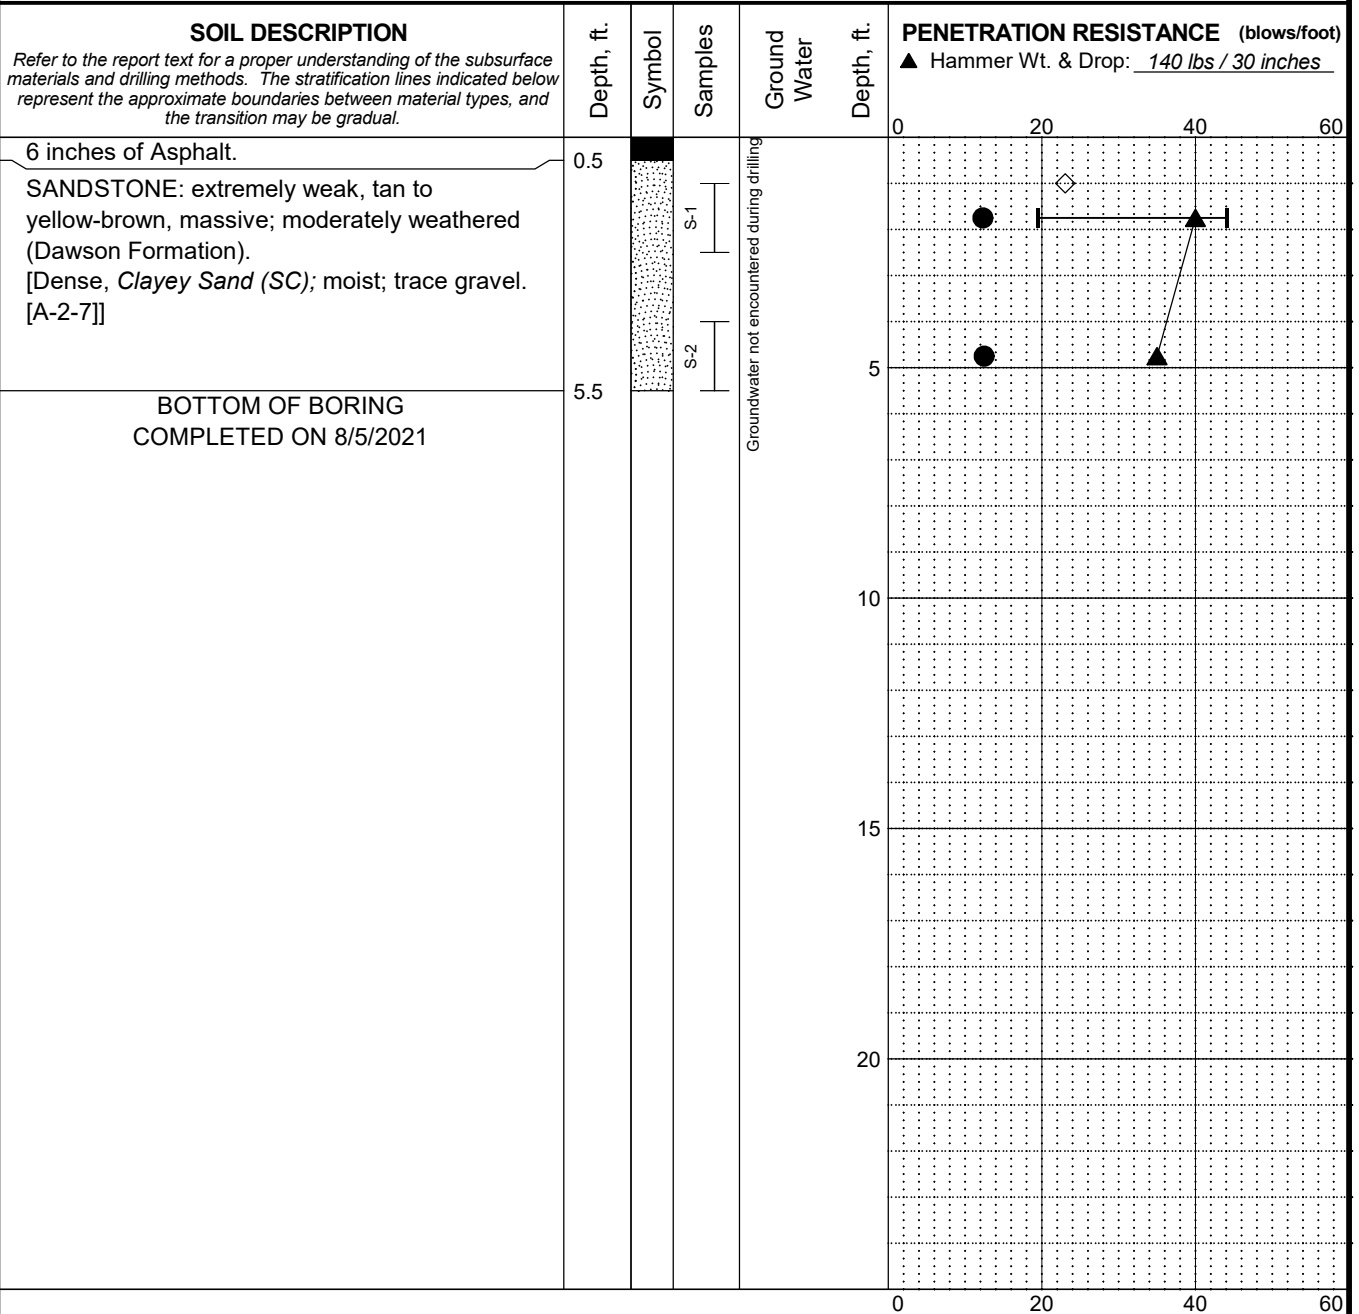 SOIL DESCRIPTION
Refer to the report text for a proper understanding of the subsurface
materials and drilling methods. The stratification lines indicated below
represent the approximate boundaries between material types, and
the transition may be gradual.
Depth, ft.
Symbol
Samples
Ground
Water
Depth, ft.
PENETRATION RESISTANCE (blows/foot)
▲ Hammer Wt. & Drop: 140 lbs / 30 inches
0 20 40 60
6 inches of Asphalt.
0.5
SANDSTONE: extremely weak, tan to
yellow-brown, massive; moderately weathered
(Dawson Formation).
[Dense, Clayey Sand (SC); moist; trace gravel.
[A-2-7]]
S-1
S-2
Groundwater not encountered during drilling
5
5.5
BOTTOM OF BORING
COMPLETED ON 8/5/2021
10
15
20
0 20 40 60